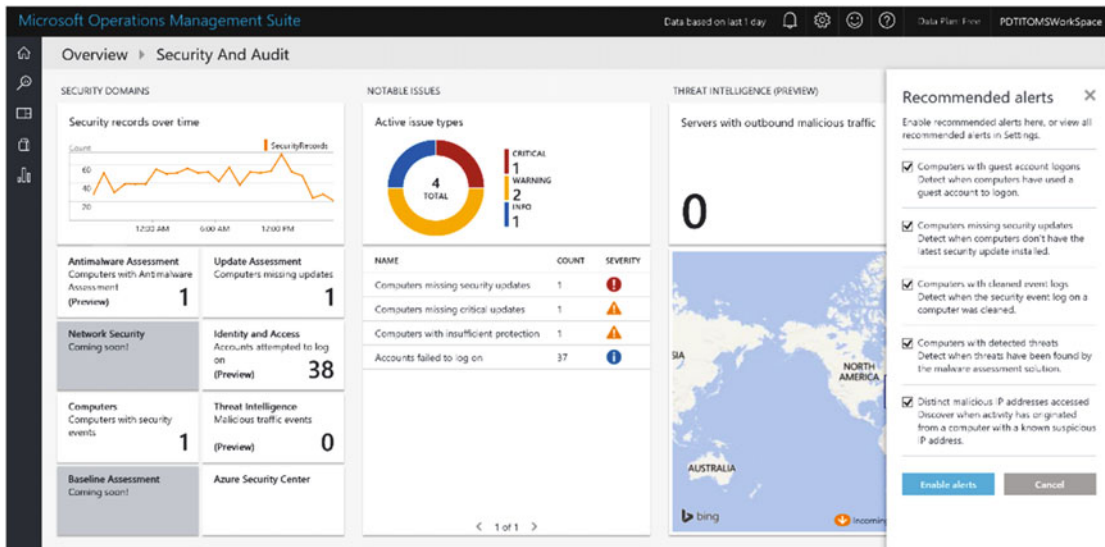 Microsoft Operations Management Suite
Data based on last 1 day
Data Plan: Free
PDTITOMSWorkSpace
Overview
Security And Audit
SECURITY DOMAINS
Security records over time
Count
SecurityRecords
60
40
20
12:00 AM
6:00 AM
12:00 PM
Antimalware Assessment
Computers with Antimalware
Assessment
(Preview)
1
Update Assessment
Computers missing updates
1
Network Security
Coming soon!
Identity and Access
Accounts attempted to log
on
(Preview)
38
Computers
Computers with security
events
1
Threat Intelligence
Malicious traffic events
(Preview)
0
Baseline Assessment
Coming soon!
Azure Security Center
NOTABLE ISSUES
Active issue types
4
TOTAL
CRITICAL
1
WARNING
2
INFO
1
NAME COUNT SEVERITY
Computers missing security updates 1
Computers missing critical updates 1
Computers with insufficient protection 1
Accounts failed to log on 37
1 of 1
THREAT INTELLIGENCE (PREVIEW)
Servers with outbound malicious traffic
0
SIA
NORTH
AMERICA
AUSTRALIA
bing
Incoming
Recommended alerts
Enable recommended alerts here, or view all
recommended alerts in Settings.
Computers with guest account logons
Detect when computers have used a
guest account to logon.
Computers missing security updates
Detect when computers don't have the
latest security update installed.
Computers with cleaned event logs
Detect when the security event log on a
computer was cleaned.
Computers with detected threats
Detect when threats have been found by
the malware assessment solution.
Distinct malicious IP addresses accessed
Discover when activity has originated
from a computer with a known suspicious
IP address.
Enable alerts
Cancel